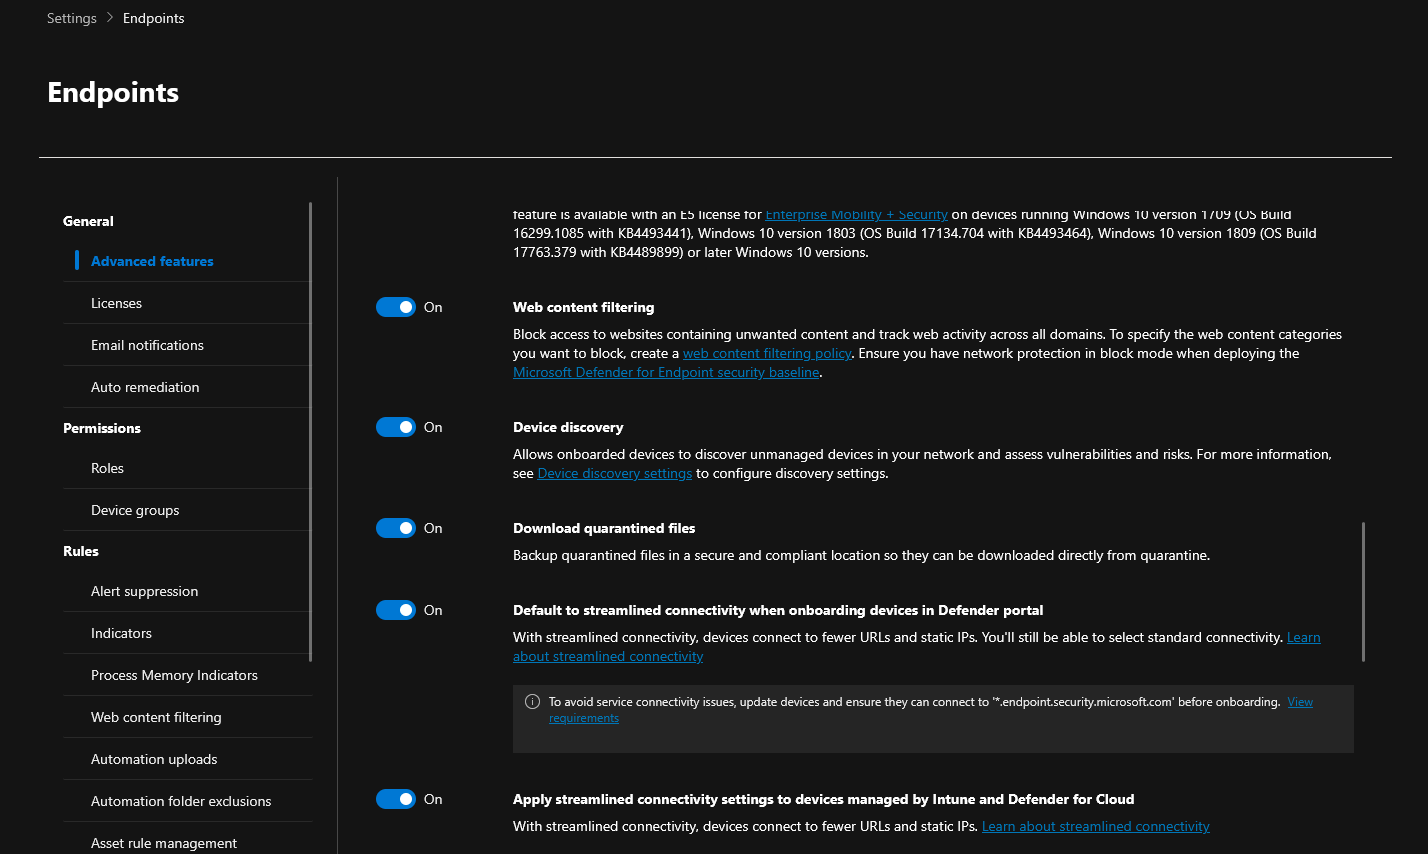 Settings > Endpoints
Endpoints
General
Advanced features
Licenses
Email notifications
Auto remediation
Permissions
Roles
Device groups
Rules
Alert suppression
Indicators
Process Memory Indicators
Web content filtering
Automation uploads
Automation folder exclusions
Asset rule management
feature is available with an E5 license for Enterprise Mobility + Security on devices running Windows 10 version 1709 (OS Build
16299.1085 with KB4493441), Windows 10 version 1803 (OS Build 17134.704 with KB4493464), Windows 10 version 1809 (OS Build
17763.379 with KB4489899) or later Windows 10 versions.
On
Web content filtering
Block access to websites containing unwanted content and track web activity across all domains. To specify the web content categories
you want to block, create a web content filtering policy. Ensure you have network protection in block mode when deploying the
Microsoft Defender for Endpoint security baseline.
On
Device discovery
Allows onboarded devices to discover unmanaged devices in your network and assess vulnerabilities and risks. For more information,
see Device discovery settings to configure discovery settings.
On
Download quarantined files
Backup quarantined files in a secure and compliant location so they can be downloaded directly from quarantine.
On
Default to streamlined connectivity when onboarding devices in Defender portal
With streamlined connectivity, devices connect to fewer URLs and static IPs. You'll still be able to select standard connectivity. Learn
about streamlined connectivity
To avoid service connectivity issues, update devices and ensure they can connect to '*.endpoint.security.microsoft.com' before onboarding. View
requirements
On
Apply streamlined connectivity settings to devices managed by Intune and Defender for Cloud
With streamlined connectivity, devices connect to fewer URLs and static IPs. Learn about streamlined connectivity